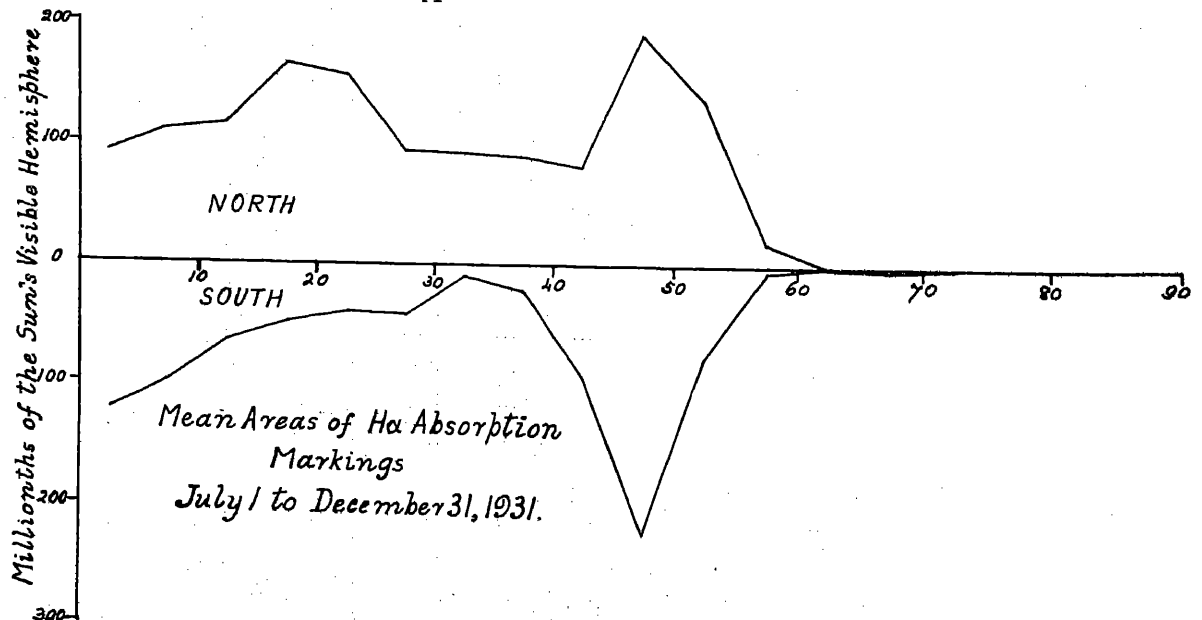 Millionths of the Sun's Visible Hemisphere
200
100
0
100
200
300
NORTH
10 20 30 40 50 60 70 80 90
SOUTH
Mean Areas of Hα Absorption
Markings
July 1 to December 31, 1931.